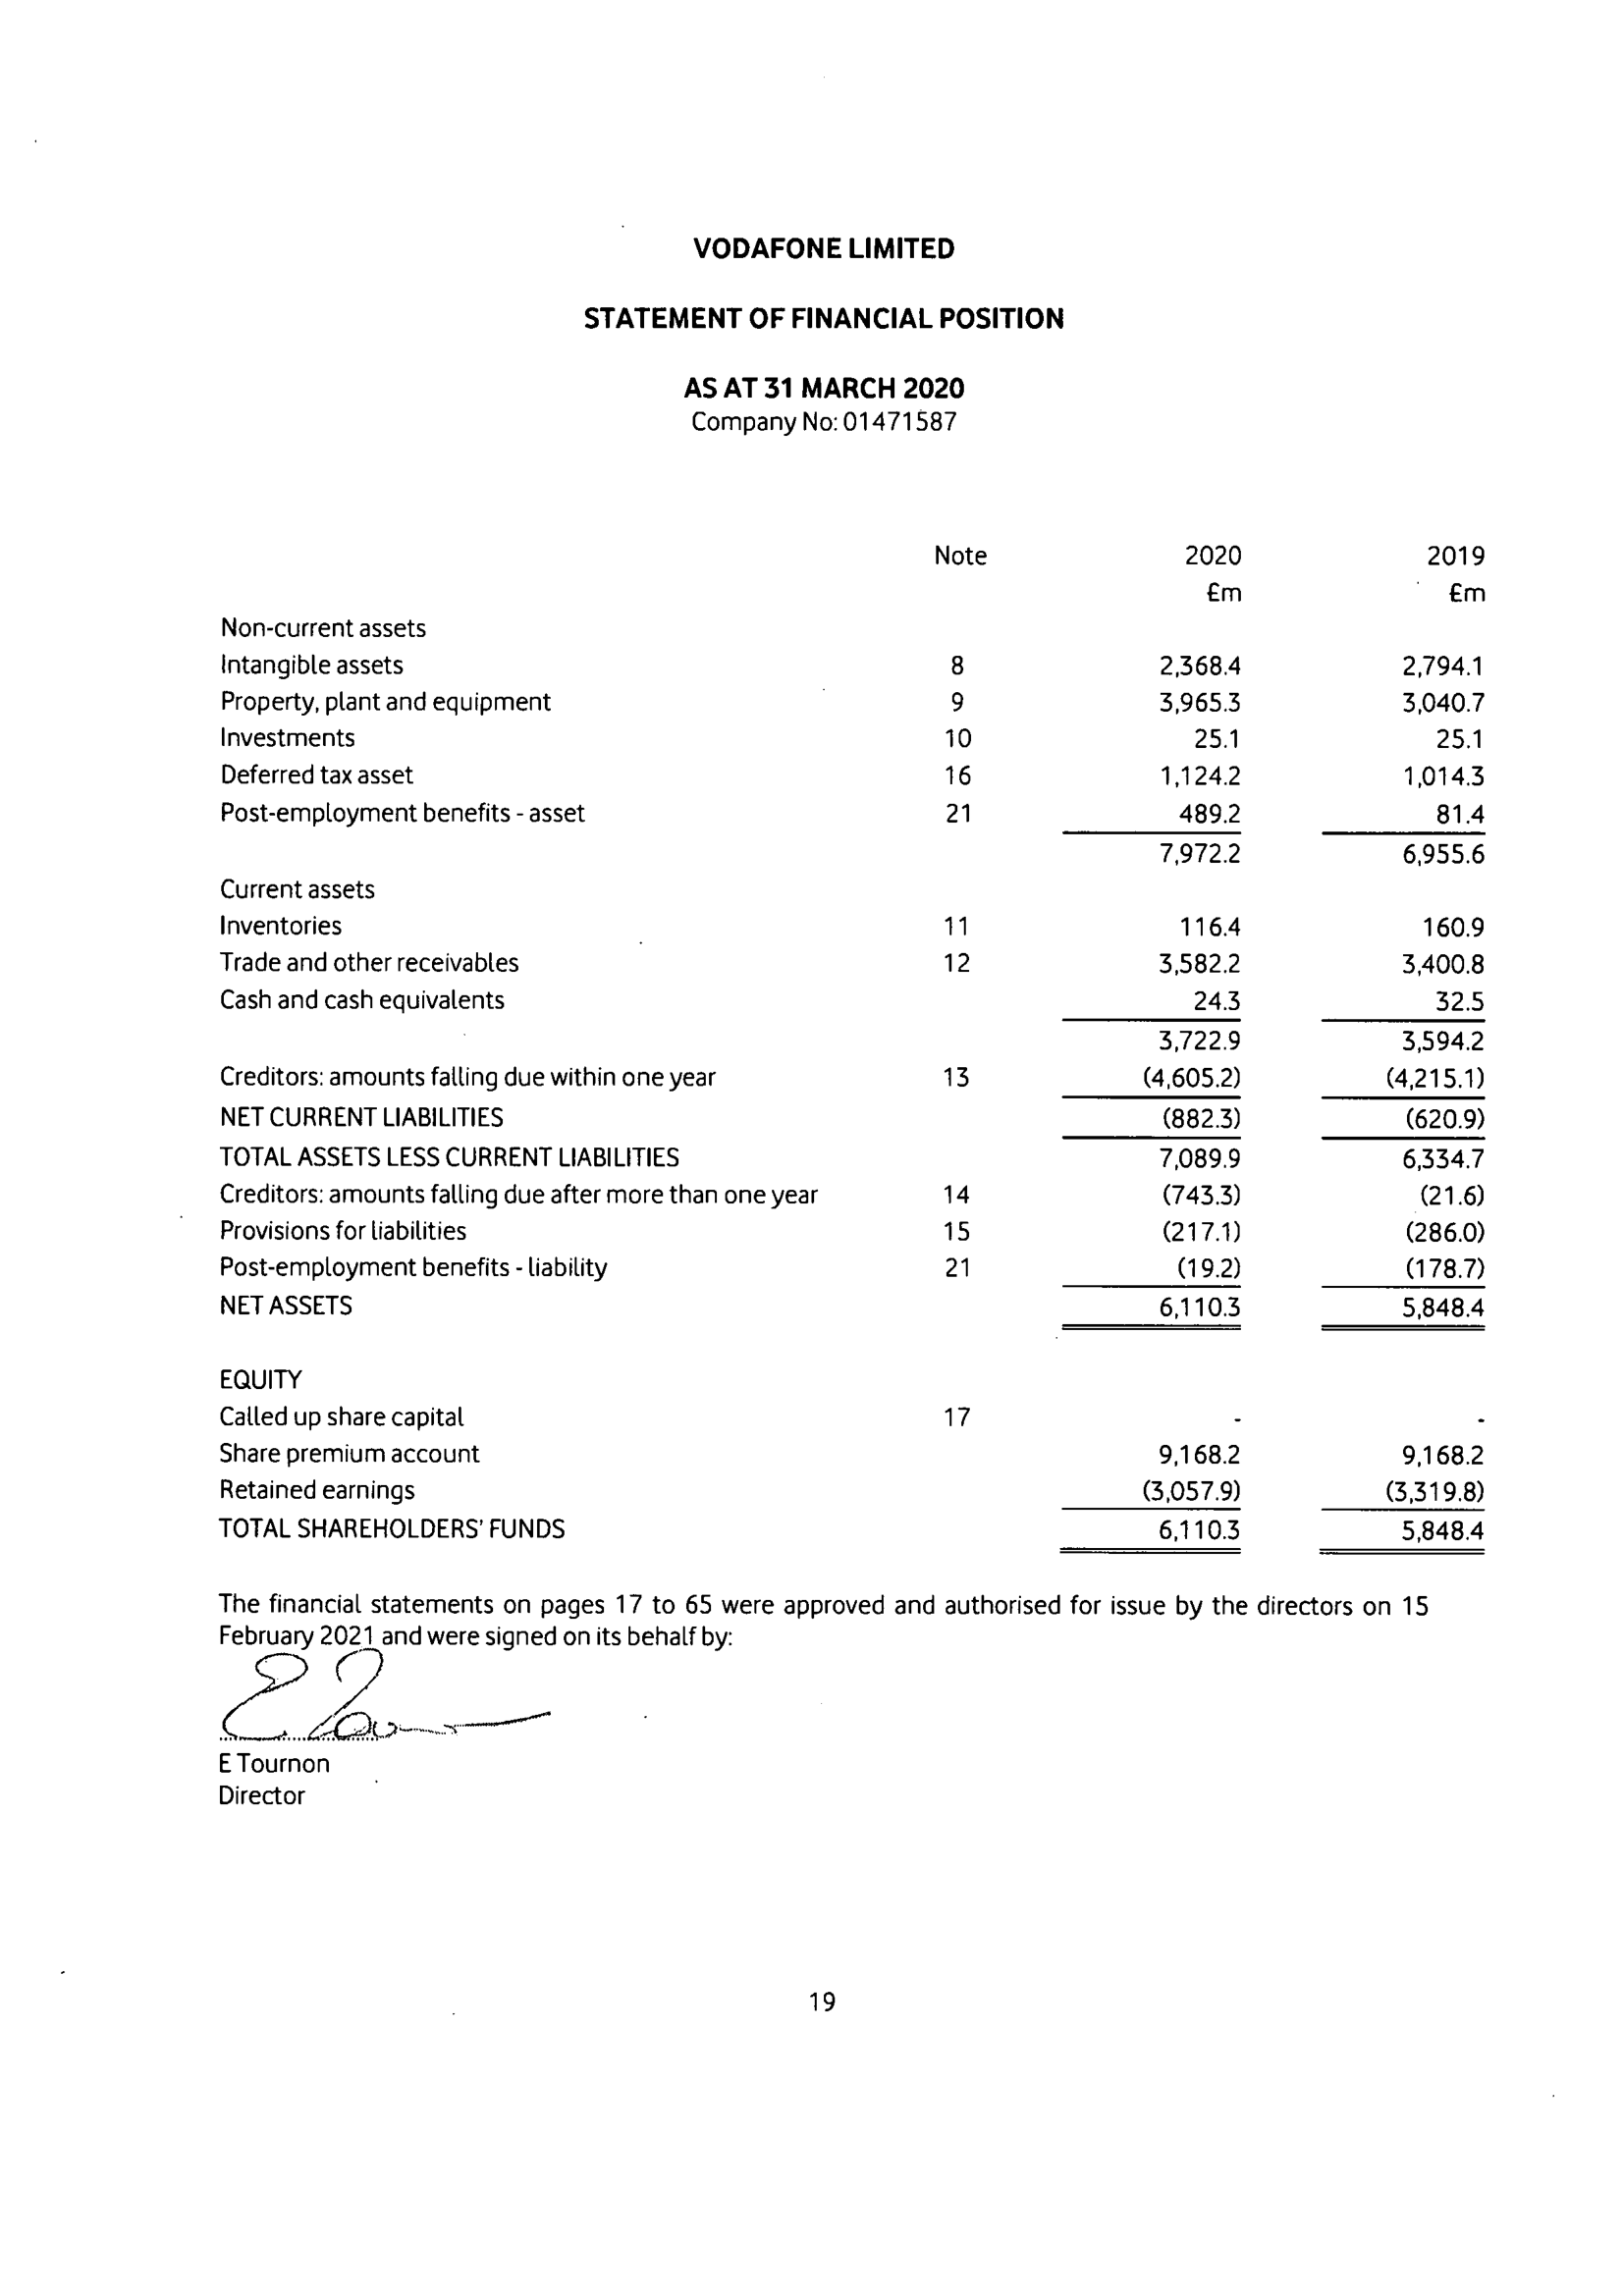 VODAFONE LIMITED
STATEMENT OF FINANCIAL POSITION
AS AT 31 MARCH 2020
Company No: 01471587
Note 2020 2019
£m £m
Non-current assets
Intangible assets 8 2,368.4 2,794.1
Property, plant and equipment 9 3,965.3 3,040.7
Investments 10 25.1 25.1
Deferred tax asset 16 1,124.2 1,014.3
Post-employment benefits - asset 21 489.2 81.4
7,972.2 6,955.6
Current assets
Inventories 11 116.4 160.9
Trade and other receivables 12 3,582.2 3,400.8
Cash and cash equivalents 24.3 32.5
3,722.9 3,594.2
Creditors: amounts falling due within one year 13 (4,605.2) (4,215.1)
NET CURRENT LIABILITIES (882.3) (620.9)
TOTAL ASSETS LESS CURRENT LIABILITIES 7,089.9 6,334.7
Creditors: amounts falling due after more than one year 14 (743.3) (21.6)
Provisions for liabilities 15 (217.1) (286.0)
Post-employment benefits - liability 21 (19.2) (178.7)
NET ASSETS 6,110.3 5,848.4
EQUITY
Called up share capital 17 - -
Share premium account 9,168.2 9,168.2
Retained earnings (3,057.9) (3,319.8)
TOTAL SHAREHOLDERS' FUNDS 6,110.3 5,848.4
The financial statements on pages 17 to 65 were approved and authorised for issue by the directors on 15
February 2021 and were signed on its behalf by:
E Tournon
Director
19